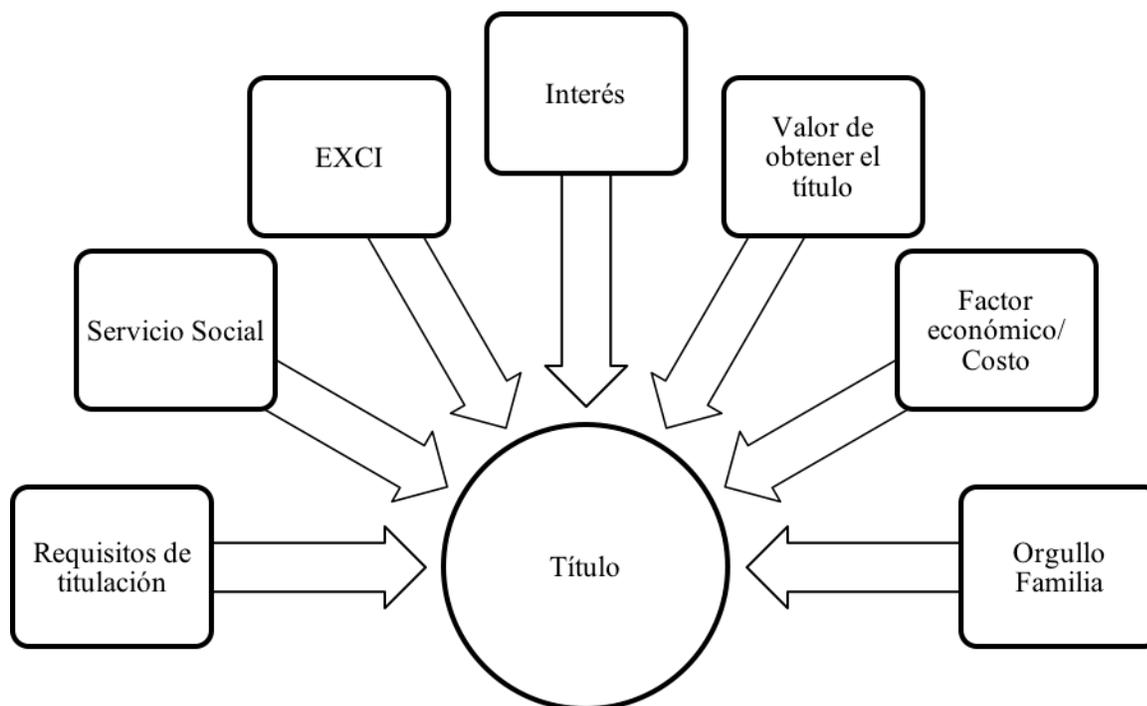 Interés
EXCI
Valor de
obtener el
título
Servicio Social
Factor
económico/
Costo
Requisitos de
titulación
Título
Orgullo
Familia